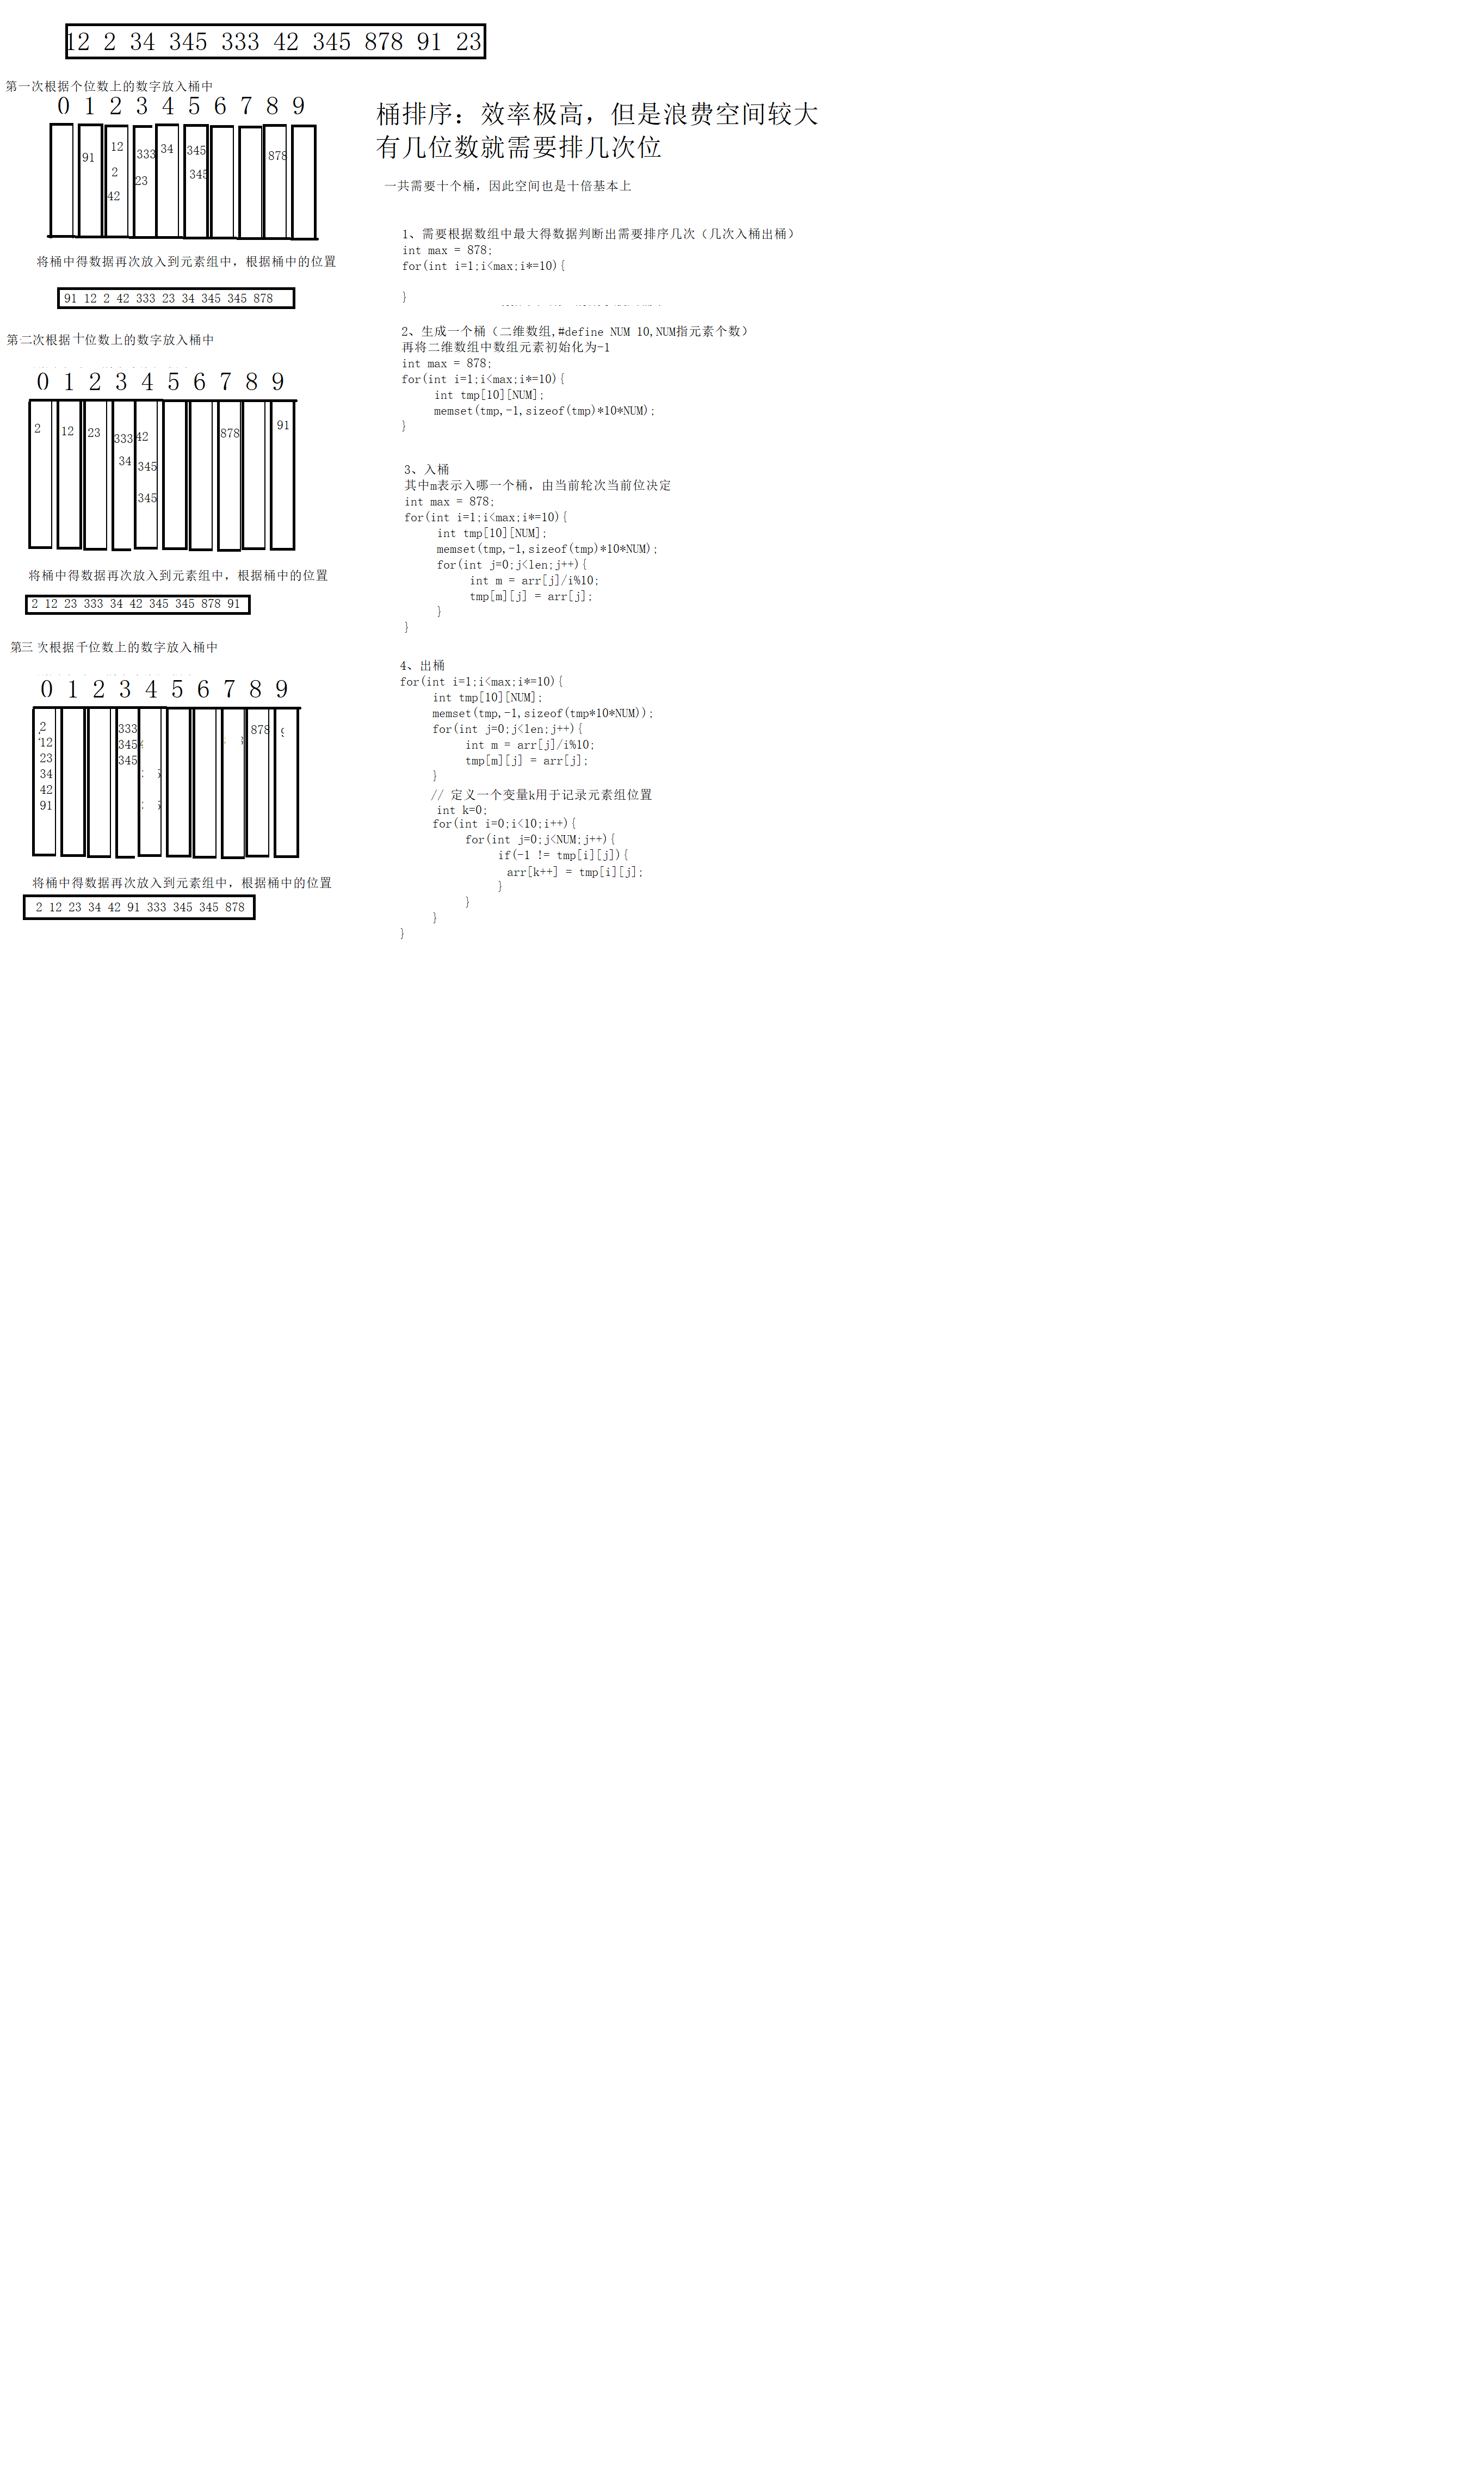 12 2 34 345 333 42 345 878 91 23
第一次根据个位数上的数字放入桶中
0 1 2 3 4 5 6 7 8 9
91 12 333 34 345 878
2 23 345
42
将桶中得数据再次放入到元素组中，根据桶中的位置
91 12 2 42 333 23 34 345 345 878
第二次根据十位数上的数字放入桶中
0 1 2 3 4 5 6 7 8 9
2 12 23 333 42 878 91
34 345
345
将桶中得数据再次放入到元素组中，根据桶中的位置
2 12 23 333 34 42 345 345 878 91
第三 次根据千位数上的数字放入桶中
0 1 2 3 4 5 6 7 8 9
2 333 878
12 345
23 345
34
42
91
将桶中得数据再次放入到元素组中，根据桶中的位置
2 12 23 34 42 91 333 345 345 878
桶排序：效率极高，但是浪费空间较大
有几位数就需要排几次位
一共需要十个桶，因此空间也是十倍基本上
1、需要根据数组中最大得数据判断出需要排序几次（几次入桶出桶）
int max = 878;
for(int i=1;i<max;i*=10){
}
2、生成一个桶（二维数组,#define NUM 10,NUM指元素个数）
再将二维数组中数组元素初始化为-1
int max = 878;
for(int i=1;i<max;i*=10){
int tmp[10][NUM];
memset(tmp,-1,sizeof(tmp)*10*NUM);
}
3、入桶
其中m表示入哪一个桶，由当前轮次当前位决定
int max = 878;
for(int i=1;i<max;i*=10){
int tmp[10][NUM];
memset(tmp,-1,sizeof(tmp)*10*NUM);
for(int j=0;j<len;j++){
int m = arr[j]/i%10;
tmp[m][j] = arr[j];
}
}
4、出桶
for(int i=1;i<max;i*=10){
int tmp[10][NUM];
memset(tmp,-1,sizeof(tmp*10*NUM));
for(int j=0;j<len;j++){
int m = arr[j]/i%10;
tmp[m][j] = arr[j];
}
// 定义一个变量k用于记录元素组位置
int k=0;
for(int i=0;i<10;i++){
for(int j=0;j<NUM;j++){
if(-1 != tmp[i][j]){
arr[k++] = tmp[i][j];
}
}
}
}